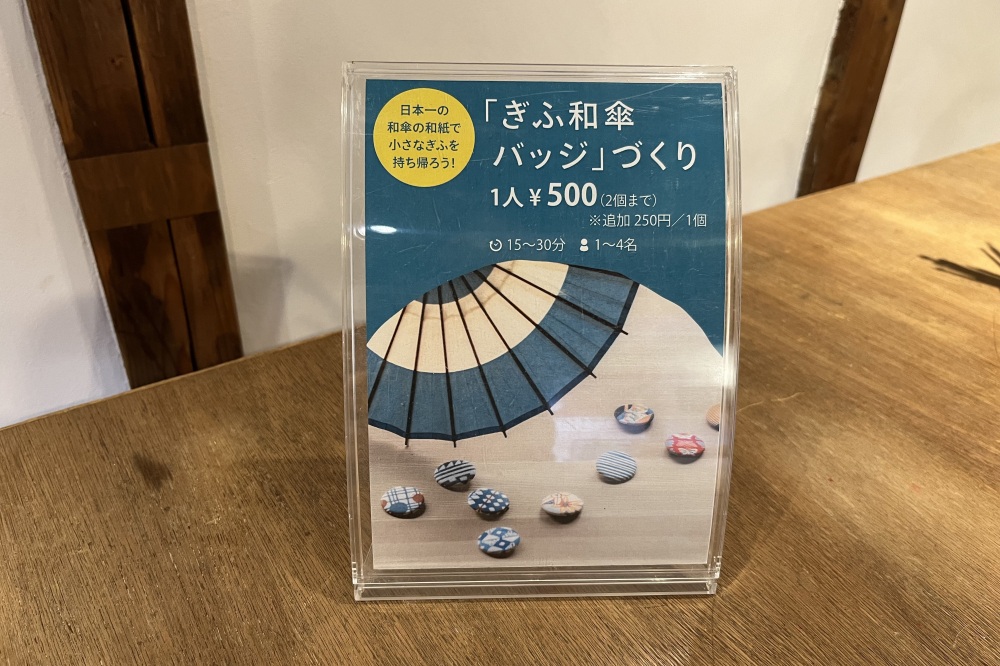 日本一の
和傘の和紙で
小さなぎふを
持ち帰ろう!
「ぎふ和傘
バッジ」づくり
1人¥500(2個まで)
※追加 250円/1個
15〜30分 1〜4名